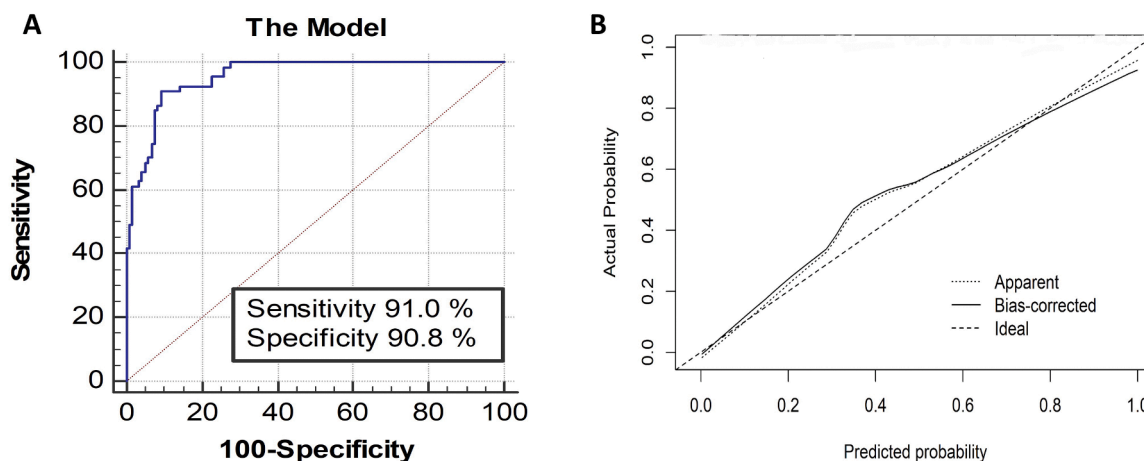 A
The Model
Sensitivity
100
80
60
40
20
0
Sensitivity 91.0 %
Specificity 90.8 %
0
20
40
60
80
100
100-Specificity
B
Actual Probability
1.0
0.8
0.6
0.4
0.2
0.0
Apparent
Bias-corrected
Ideal
0.0
0.2
0.4
0.6
0.8
1.0
Predicted probability